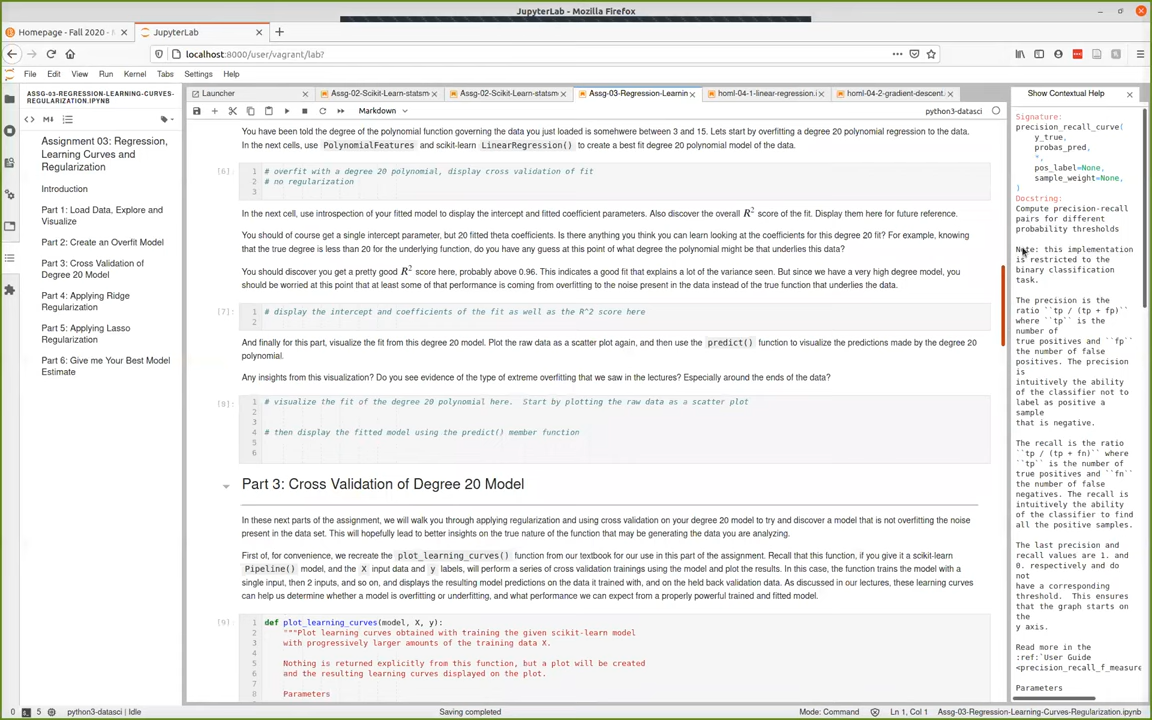 JupyterLab - Mozilla Firefox
Homepage - Fall 2020 -
JupyterLab
localhost:8000/user/vagrant/lab?
File Edit View Run Kernel Tabs Settings Help
ASSG-03-REGRESSION-LEARNING-CURVES-
REGULARIZATION.IPYNB
Assignment 03: Regression,
Learning Curves and
Regularization
Introduction
Part 1: Load Data, Explore and
Visualize
Part 2: Create an Overfit Model
Part 3: Cross Validation of
Degree 20 Model
Part 4: Applying Ridge
Regularization
Part 5: Applying Lasso
Regularization
Part 6: Give me Your Best Model
Estimate
Launcher
Assg-02-Scikit-Learn-statsm
Assg-02-Scikit-Learn-statsm
Assg-03-Regression-Learnin
homl-04-1-linear-regression.i
homl-04-2-gradient-descent.
Markdown
python3-datasci
You have been told the degree of the polynomial function governing the data you just loaded is somehwere between 3 and 15. Lets start by overfitting a degree 20 polynomial regression to the data.
In the next cells, use PolynomialFeatures and scikit-learn LinearRegression() to create a best fit degree 20 polynomial model of the data.
[6]:
1 # overfit with a degree 20 polynomial, display cross validation of fit
2 # no regularization
3
In the next cell, use introspection of your fitted model to display the intercept and fitted coefficient parameters. Also discover the overall R2 score of the fit. Display them here for future reference.
You should of course get a single intercept parameter, but 20 fitted theta coefficients. Is there anything you think you can learn looking at the coefficients for this degree 20 fit? For example, knowing
that the true degree is less than 20 for the underlying function, do you have any guess at this point of what degree the polynomial might be that underlies this data?
You should discover you get a pretty good R2 score here, probably above 0.96. This indicates a good fit that explains a lot of the variance seen. But since we have a very high degree model, you
should be worried at this point that at least some of that performance is coming from overfitting to the noise present in the data instead of the true function that underlies the data.
[7]:
1 # display the intercept and coefficients of the fit as well as the R^2 score here
2
And finally for this part, visualize the fit from this degree 20 model. Plot the raw data as a scatter plot again, and then use the predict() function to visualize the predictions made by the degree 20
polynomial.
Any insights from this visualization? Do you see evidence of the type of extreme overfitting that we saw in the lectures? Especially around the ends of the data?
[8]:
1 # visualize the fit of the degree 20 polynomial here. Start by plotting the raw data as a scatter plot
2
3
4 # then display the fitted model using the predict() member function
5
6
Part 3: Cross Validation of Degree 20 Model
In these next parts of the assignment, we will walk you through applying regularization and using cross validation on your degree 20 model to try and discover a model that is not overfitting the noise
present in the data set. This will hopefully lead to better insights on the true nature of the function that may be generating the data you are analyzing.
First of, for convenience, we recreate the plot_learning_curves() function from our textbook for our use in this part of the assignment. Recall that this function, if you give it a scikit-learn
Pipeline() model, and the X input data and y labels, will perform a series of cross validation trainings using the model and plot the results. In this case, the function trains the model with a
single input, then 2 inputs, and so on, and displays the resulting model predictions on the data it trained with, and on the held back validation data. As discussed in our lectures, these learning curves
can help us determine whether a model is overfitting or underfitting, and what performance we can expect from a properly powerful trained and fitted model.
[9]:
1 def plot_learning_curves(model, X, y):
2 """Plot learning curves obtained with training the given scikit-learn model
3 with progressively larger amounts of the training data X.
4
5 Nothing is returned explicitly from this function, but a plot will be created
6 and the resulting learning curves displayed on the plot.
7
8 Parameters
Show Contextual Help
Signature:
precision_recall_curve(
y_true,
probas_pred,
*,
pos_label=None,
sample_weight=None,
)
Docstring:
Compute precision-recall
pairs for different
probability thresholds
Note: this implementation
is restricted to the
binary classification
task.
The precision is the
ratio ``tp / (tp + fp)``
where ``tp`` is the
number of
true positives and ``fp``
the number of false
positives. The precision
is
intuitively the ability
of the classifier not to
label as positive a
sample
that is negative.
The recall is the ratio
``tp / (tp + fn)`` where
``tp`` is the number of
true positives and ``fn``
the number of false
negatives. The recall is
intuitively the ability
of the classifier to find
all the positive samples.
The last precision and
recall values are 1. and
0. respectively and do
not
have a corresponding
threshold. This ensures
that the graph starts on
the
y axis.
Read more in the
:ref:`User Guide
<precision_recall_f_measure
Parameters
0 5 python3-datasci | Idle
Saving completed
Mode: Command
Ln 1, Col 1
Assg-03-Regression-Learning-Curves-Regularization.ipynb